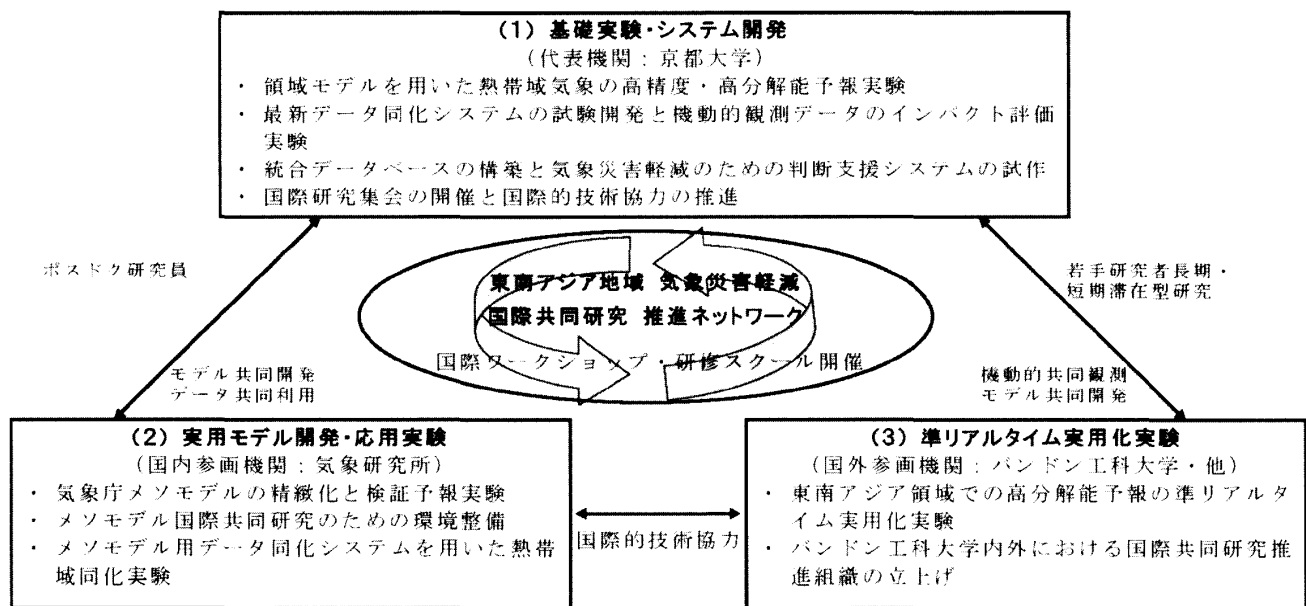 (1) 基礎実験・システム開発
(代表機関：京都大学)
・ 領域モデルを用いた熱帯域気象の高精度・高分解能予報実験
・ 最新データ同化システムの試験開発と機動的観測データのインパクト評価
実験
・ 統合データベースの構築と気象災害軽減のための判断支援システムの試作
・ 国際研究集会の開催と国際的技術協力の推進
ポスドク研究員
若手研究者長期・
短期滞在型研究
東南アジア地域 気象災害軽減
国際共同研究 推進ネットワーク
国際ワークショップ・研修スクール開催
モデル共同開発
データ共同利用
機動的共同観測
モデル共同開発
(2) 実用モデル開発・応用実験
(国内参画機関：気象研究所)
・ 気象庁メソモデルの精緻化と検証予報実験
・ メソモデル国際共同研究のための環境整備
・ メソモデル用データ同化システムを用いた熱帯
域同化実験
国際的技術協力
(3) 準リアルタイム実用化実験
(国外参画機関：バンドン工科大学・他)
・ 東南アジア領域での高分解能予報の準リアルタ
イム実用化実験
・ バンドン工科大学内外における国際共同研究推
進組織の立上げ